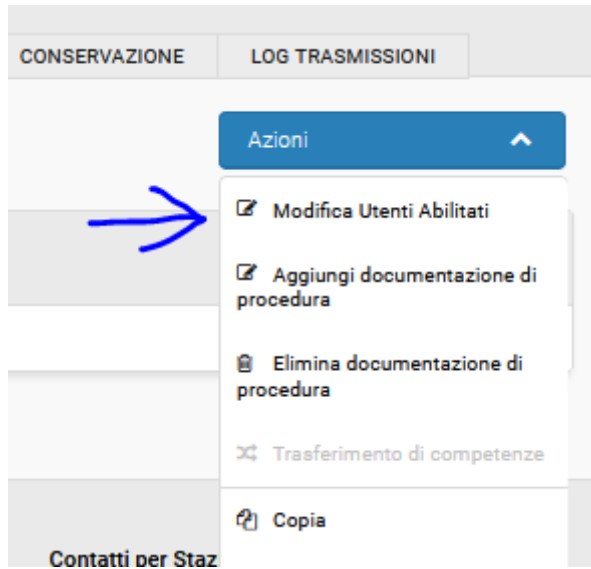 CONSERVAZIONE LOG TRASMISSIONI
Azioni
Modifica Utenti Abilitati
Aggiungi documentazione di
procedura
Elimina documentazione di
procedura
Trasferimento di competenze
Copia
Contatti per Staz